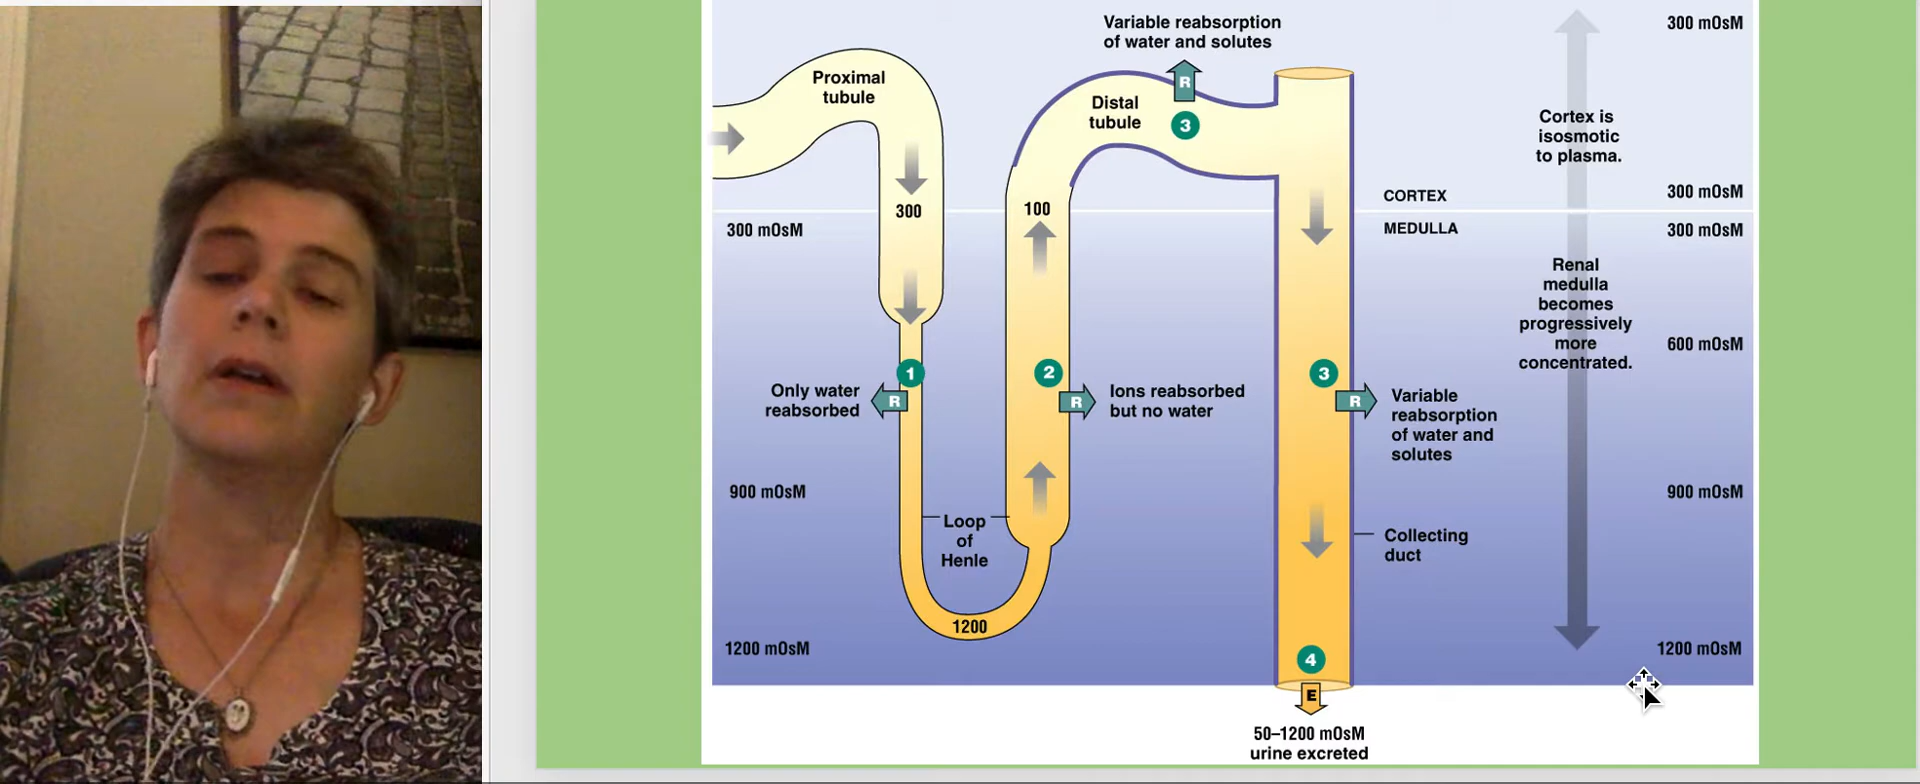 Variable reabsorption
of water and solutes
300 mOsM
Proximal
tubule
R
Distal
tubule
3
Cortex is
isosmotic
to plasma.
300
100
CORTEX
300 mOsM
300 mOsM
MEDULLA
300 mOsM
Renal
medulla
becomes
progressively
more
concentrated.
600 mOsM
1
2
3
Only water
reabsorbed
R
R
Ions reabsorbed
but no water
R
Variable
reabsorption
of water and
solutes
900 mOsM
900 mOsM
Loop
of
Henle
Collecting
duct
1200
1200 mOsM
1200 mOsM
4
E
50–1200 mOsM
urine excreted